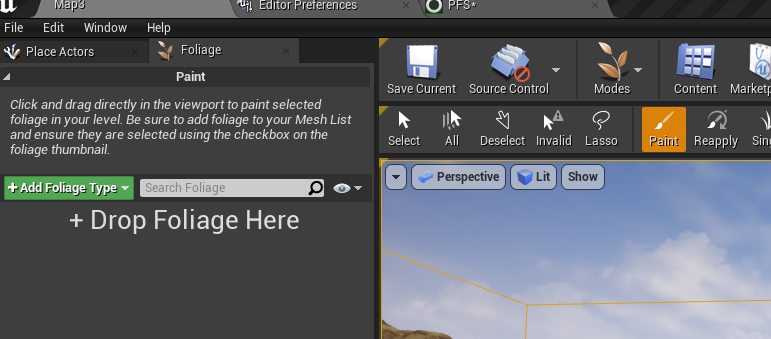 Map3
Editor Preferences
PFS*
File Edit Window Help
Place Actors
Foliage
Paint
Click and drag directly in the viewport to paint selected
foliage in your level. Be sure to add foliage to your Mesh List
and ensure they are selected using the checkbox on the
foliage thumbnail.
+ Add Foliage Type
Search Foliage
+ Drop Foliage Here
Save Current
Source Control
Modes
Content
Marketp
Select
All
Deselect
Invalid
Lasso
Paint
Reapply
Sin
Perspective
Lit
Show